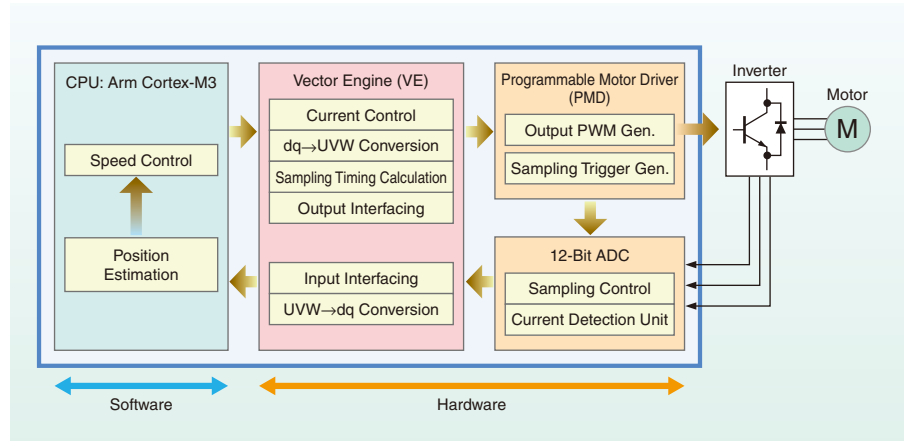 CPU: Arm Cortex-M3
Speed Control
Position
Estimation
Vector Engine (VE)
Current Control
dq→UVW Conversion
Sampling Timing Calculation
Output Interfacing
Input Interfacing
UVW→dq Conversion
Programmable Motor Driver
(PMD)
Output PWM Gen.
Sampling Trigger Gen.
12-Bit ADC
Sampling Control
Current Detection Unit
Inverter
Motor
M
Software
Hardware